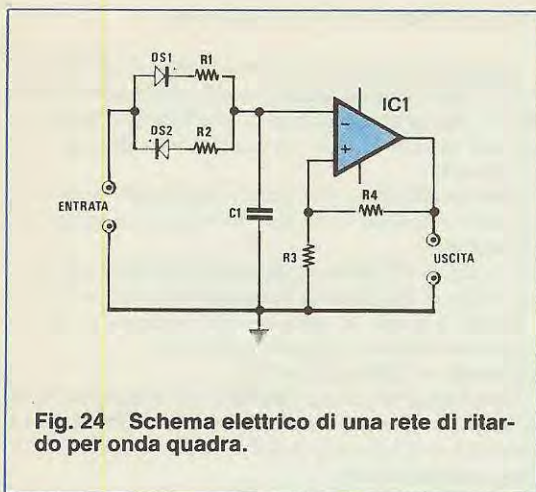 DS1 R1
IC1
DS2 R2
-
+
R4
ENTRATA
C1
R3
USCITA
Fig. 24 Schema elettrico di una rete di ritar-
do per onda quadra.